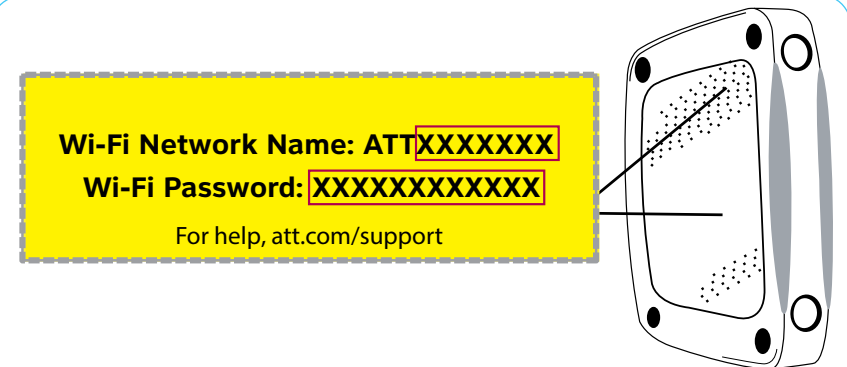 Wi-Fi Network Name: ATTXXXXXXX
Wi-Fi Password: XXXXXXXXXXXX
For help, att.com/support